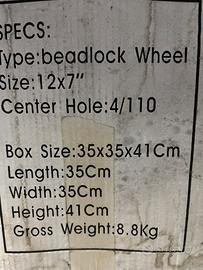 SPECS:
Type:beadlock Wheel
Size:12x7"
Center Hole:4/110
Box Size:35x35x41Cm
Length:35Cm
Width:35Cm
Height:41Cm
Gross Weight:8.8Kg